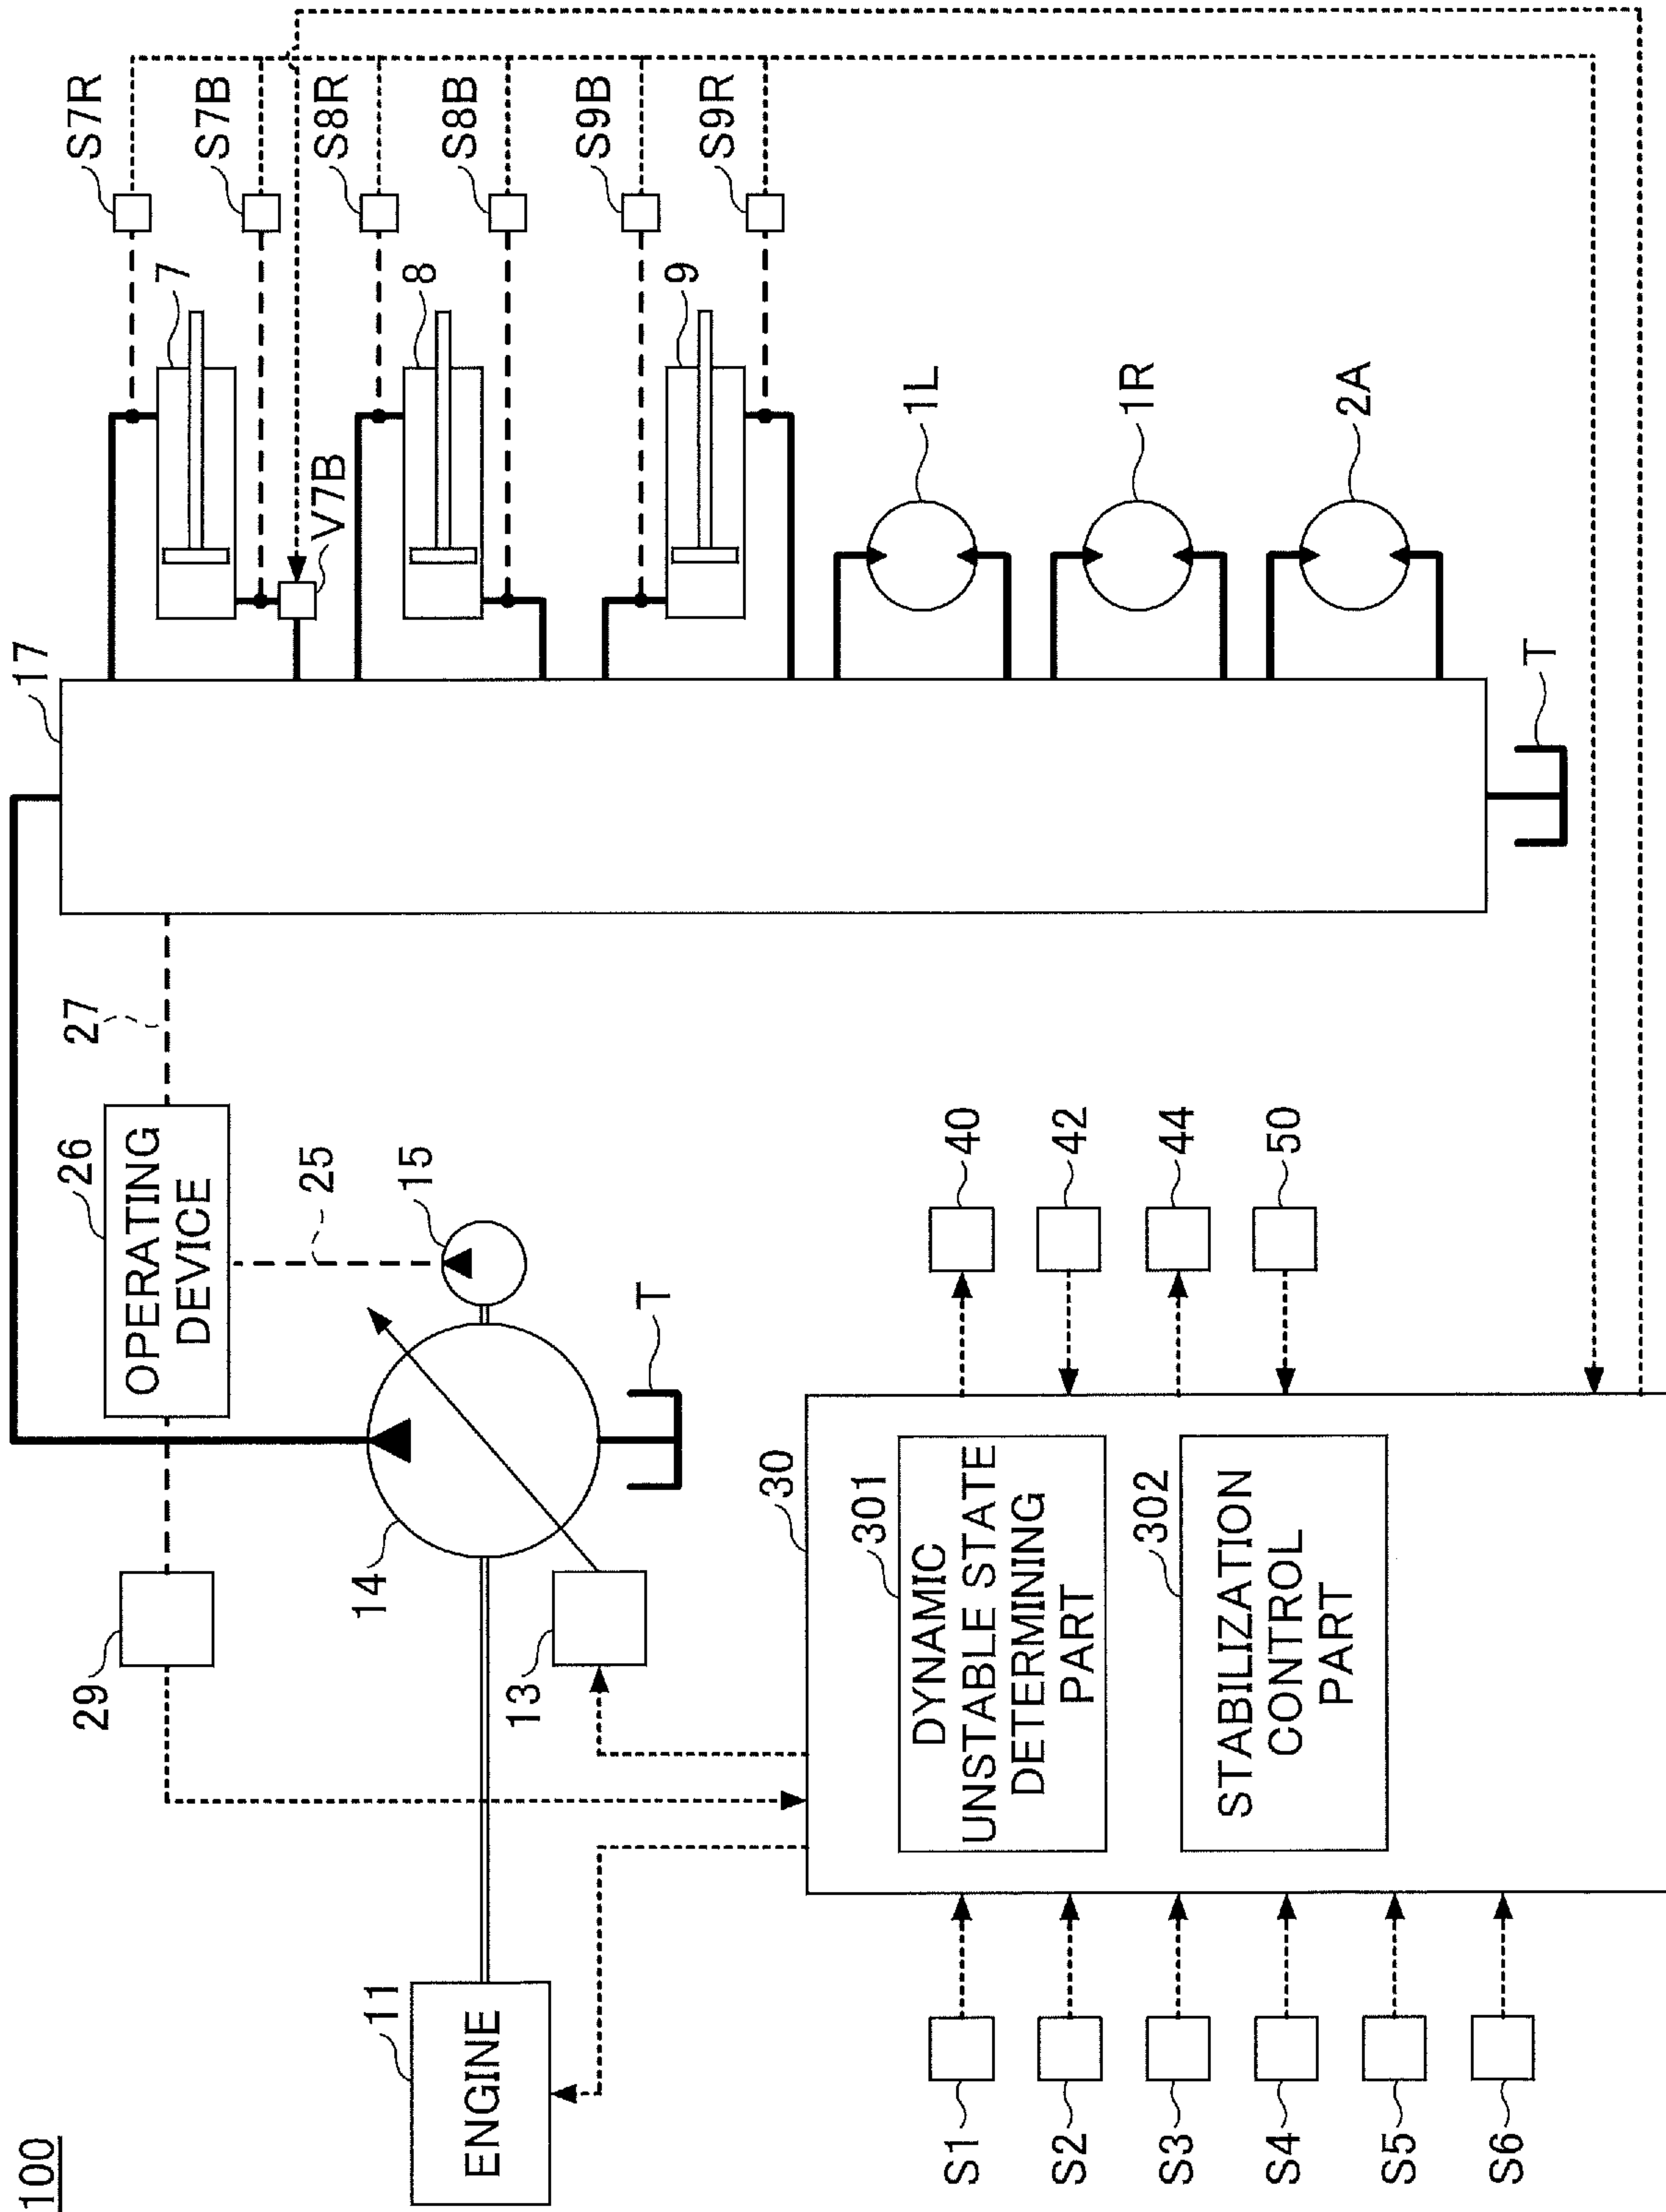 100
ENGINE
11
29
14
13
OPERATING
DEVICE
26
25
15
T
27
17
T
S7R
S7B
S8R
S8B
S9B
S9R
7
V7B
8
9
1L
1R
2A
30
301
DYNAMIC
UNSTABLE STATE
DETERMINING
PART
302
STABILIZATION
CONTROL
PART
40
42
44
50
S1
S2
S3
S4
S5
S6